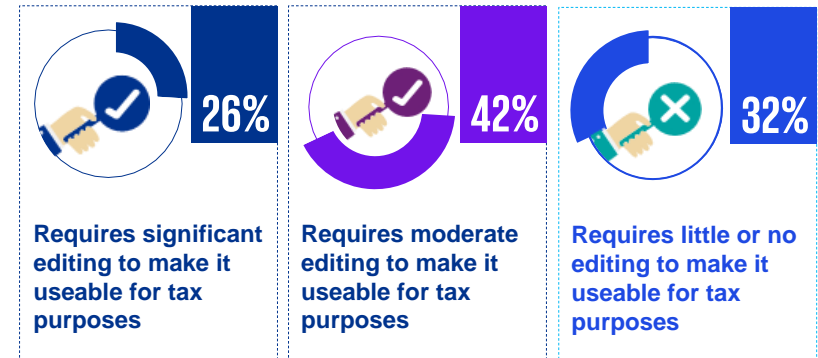 26%
Requires significant
editing to make it
useable for tax
purposes
42%
Requires moderate
editing to make it
useable for tax
purposes
32%
Requires little or no
editing to make it
useable for tax
purposes